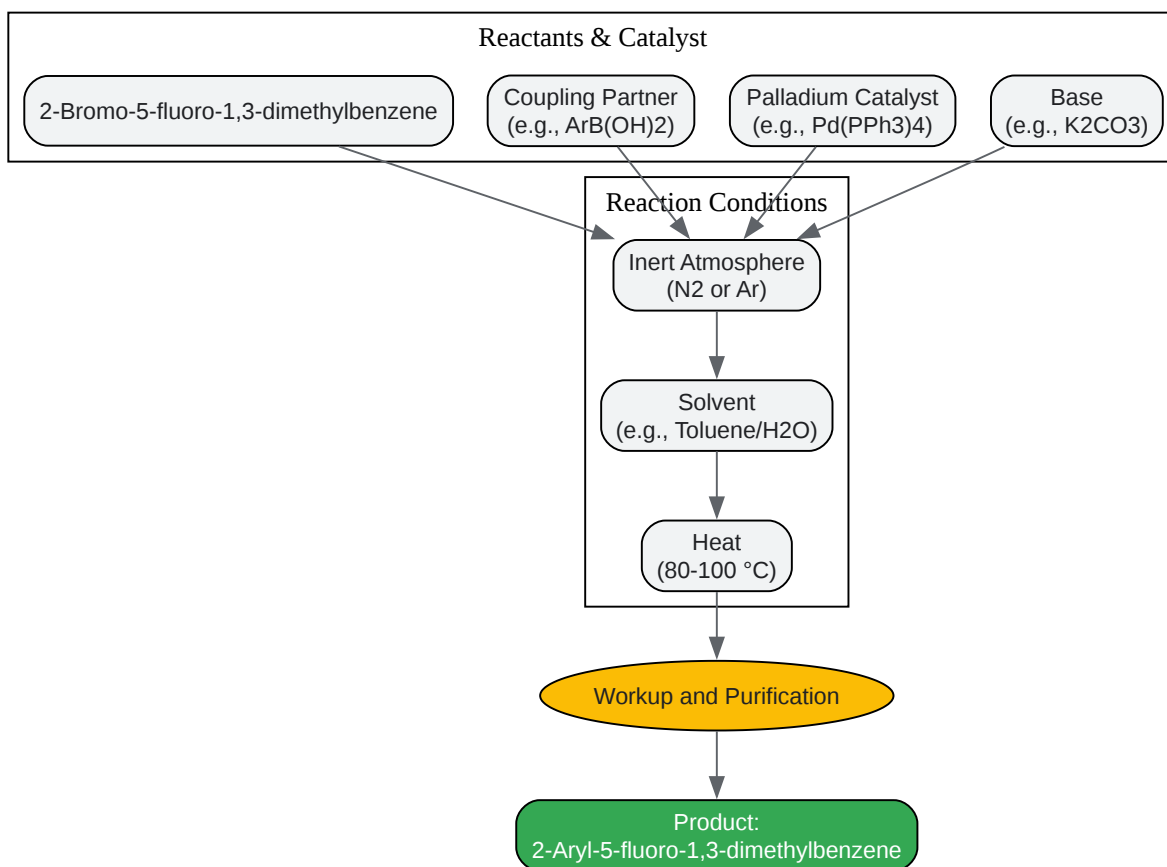 Reactants & Catalyst
2-Bromo-5-fluoro-1,3-dimethylbenzene
Coupling Partner
(e.g., ArB(OH)2)
Palladium Catalyst
(e.g., Pd(PPh3)4)
Base
(e.g., K2CO3)
Reaction Conditions
Inert Atmosphere
(N2 or Ar)
Solvent
(e.g., Toluene/H2O)
Heat
(80-100 °C)
Workup and Purification
Product:
2-Aryl-5-fluoro-1,3-dimethylbenzene